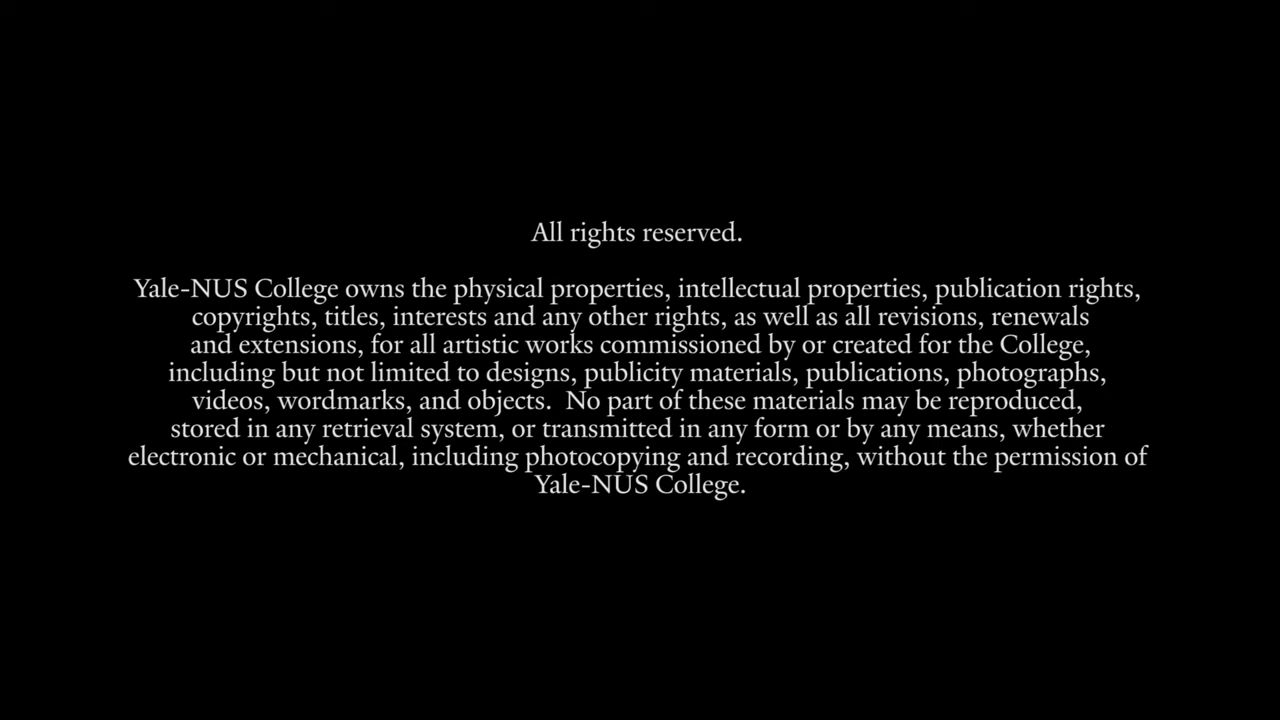 All rights reserved.
Yale-NUS College owns the physical properties, intellectual properties, publication rights,
copyrights, titles, interests and any other rights, as well as all revisions, renewals
and extensions, for all artistic works commissioned by or created for the College,
including but not limited to designs, publicity materials, publications, photographs,
videos, wordmarks, and objects.  No part of these materials may be reproduced,
stored in any retrieval system, or transmitted in any form or by any means, whether
electronic or mechanical, including photocopying and recording, without the permission of
Yale-NUS College.